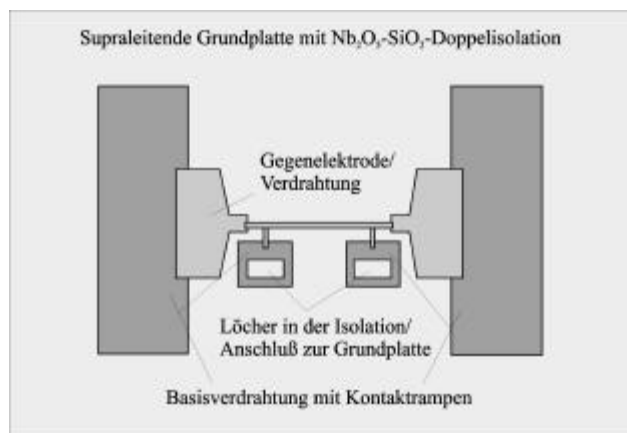 Supraleitende Grundplatte mit Nb₂O₅-SiO₂-Doppelisolation
Gegenelektrode/
Verdrahtung
Löcher in der Isolation/
Anschluß zur Grundplatte
Basisverdrahtung mit Kontaktrampen